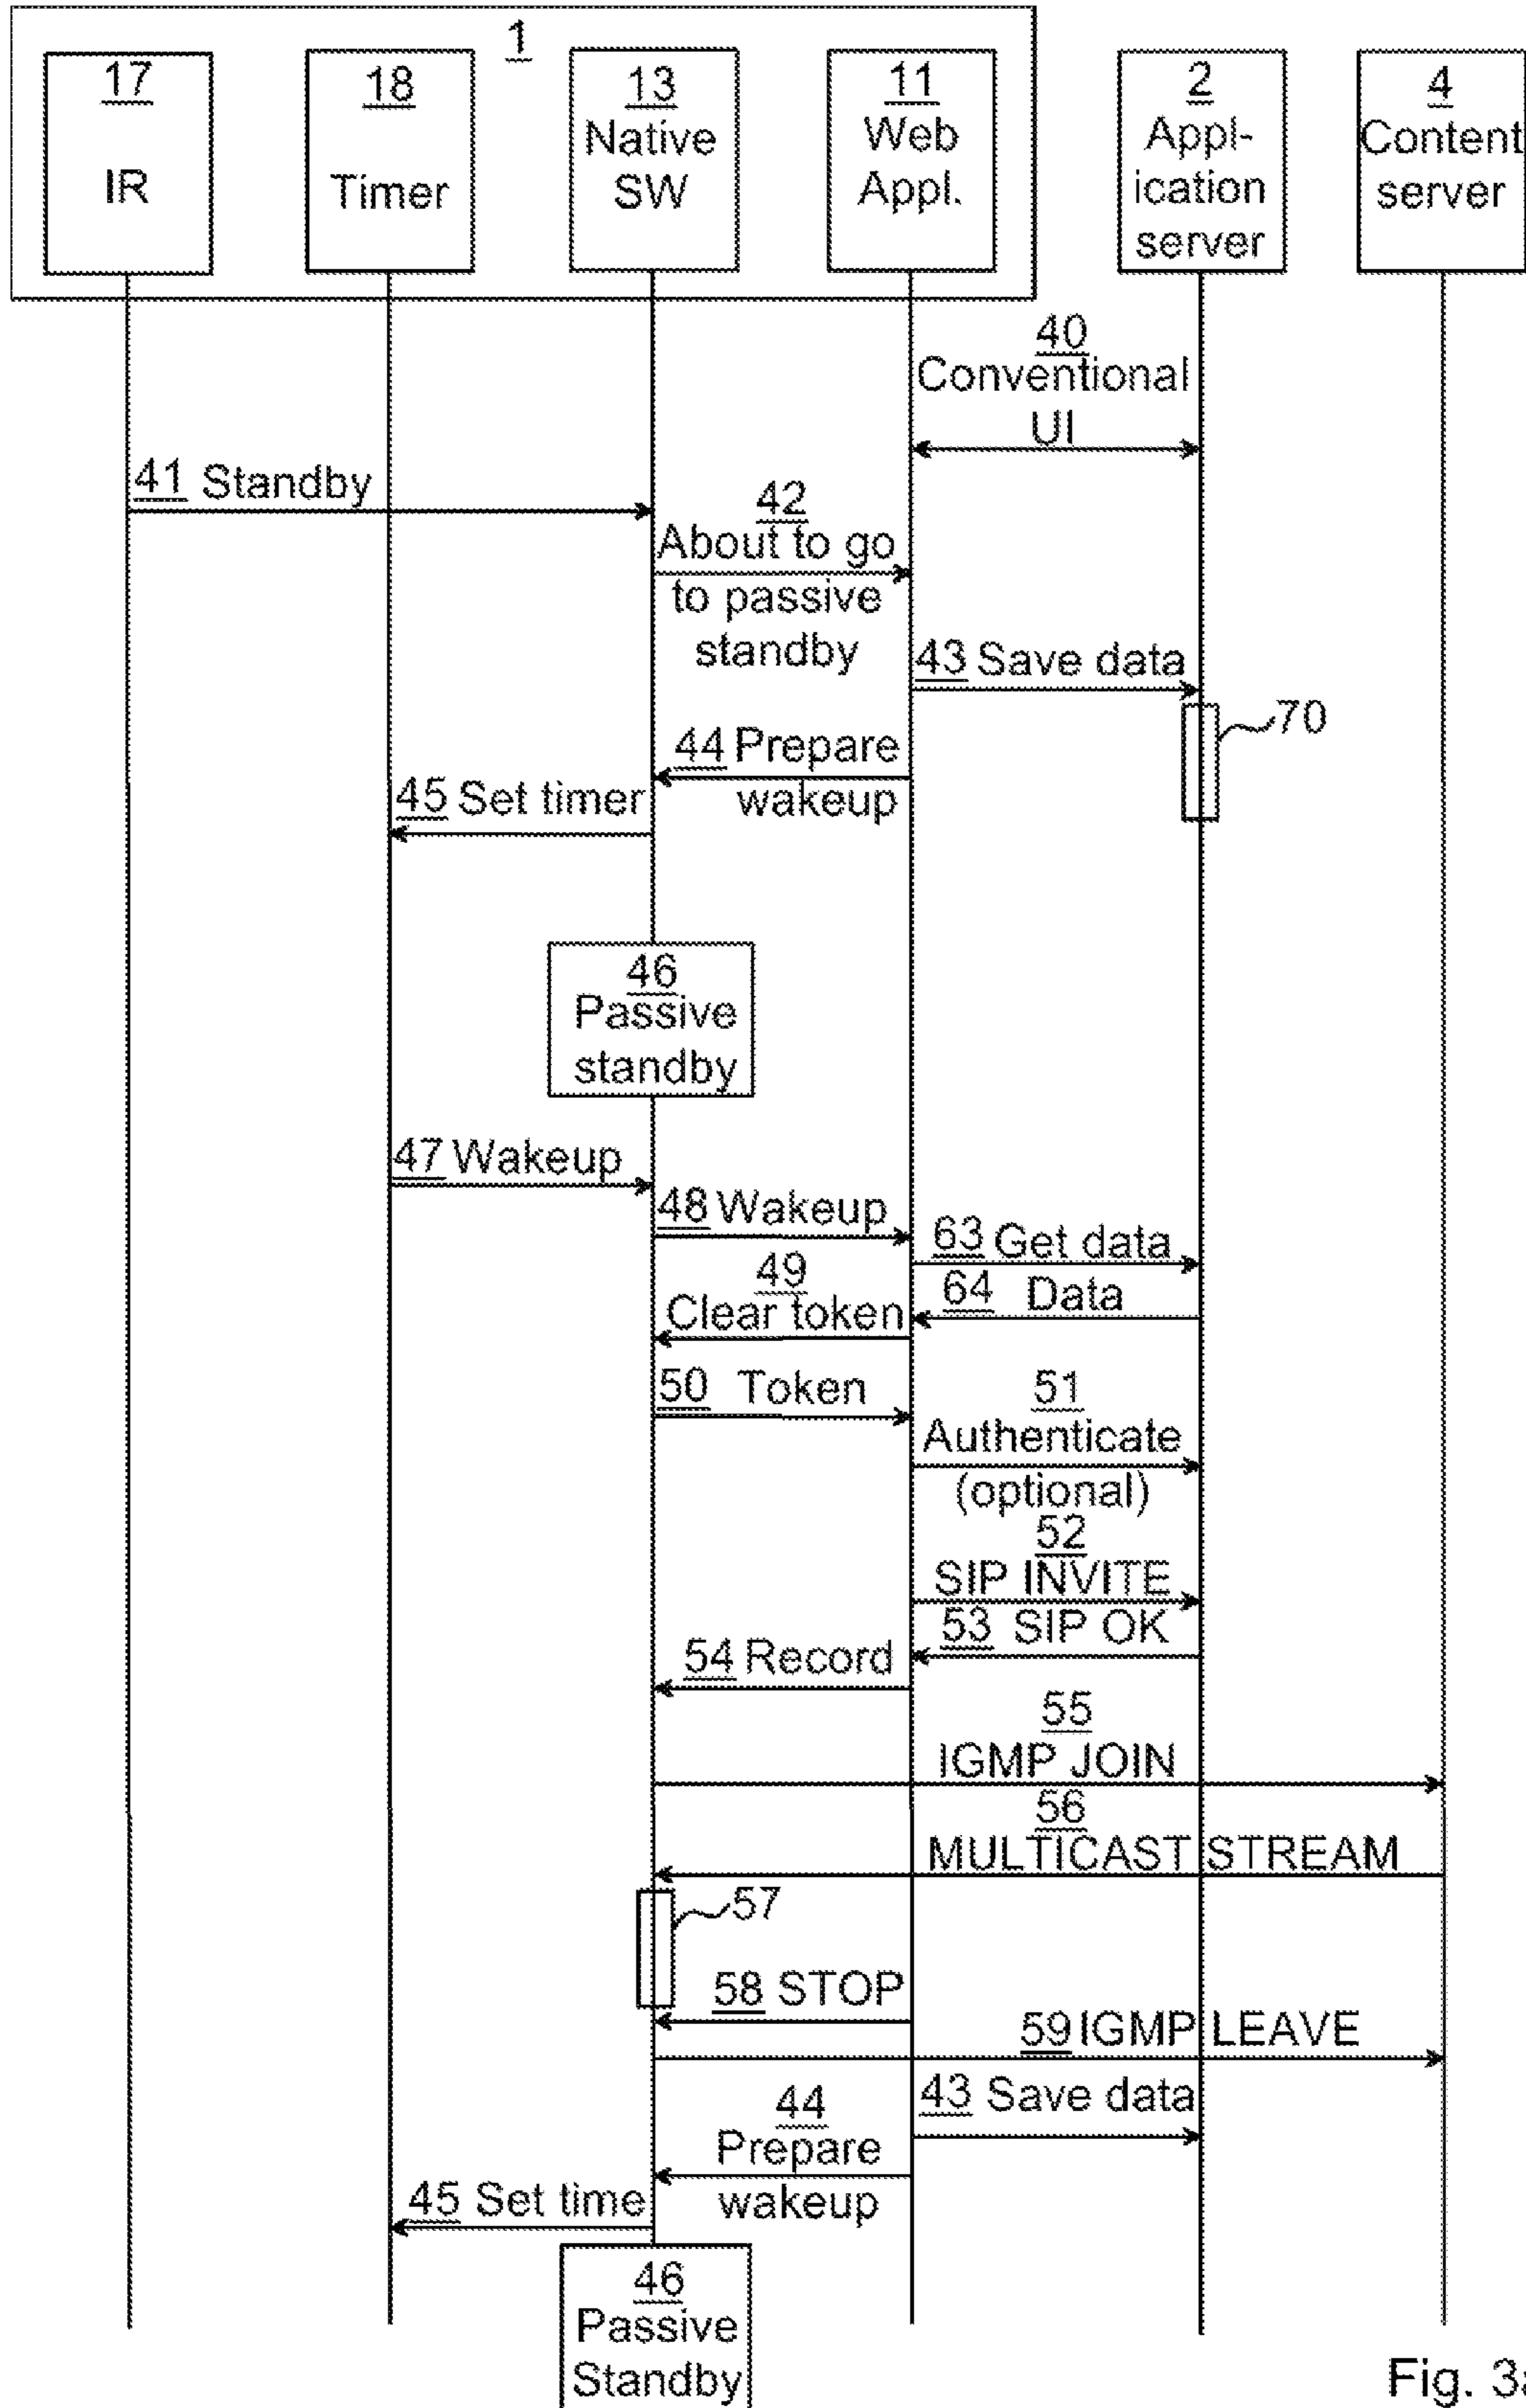 1
17
IR
18
Timer
13
Native
SW
11
Web
Appl.
2
Appl-
ication
server
4
Content
server
40
Conventional
UI
41 Standby
42
About to go
to passive
standby
43 Save data
70
44 Prepare
wakeup
45 Set timer
46
Passive
standby
47 Wakeup
48 Wakeup
63 Get data
49
Clear token
64 Data
50 Token
51
Authenticate
(optional)
52
SIP INVITE
53 SIP OK
54 Record
55
IGMP JOIN
56
MULTICAST STREAM
57
58 STOP
59 IGMP LEAVE
43 Save data
44
Prepare
wakeup
45 Set time
46
Passive
Standby
Fig. 3a